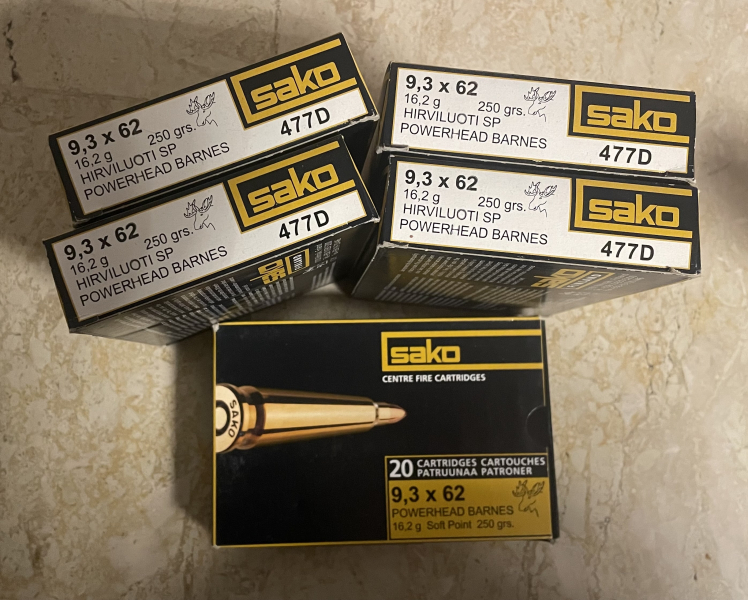 sako
9,3 x 62
16,2 g 250 grs.
HIRVILUOTI SP
POWERHEAD BARNES
477D
sako
9,3 x 62
16,2 g 250 grs.
HIRVILUOTI SP
POWERHEAD BARNES
477D
sako
9,3 x 62
16,2 g 250 grs.
HIRVILUOTI SP
POWERHEAD BARNES
477D
sako
9,3 x 62
16,2 g 250 grs.
HIRVILUOTI SP
POWERHEAD BARNES
477D
sako
CENTRE FIRE CARTRIDGES
SAKO
20 CARTRIDGES CARTOUCHES
PATRUUNAA PATRONER
9,3 x 62
POWERHEAD BARNES
16,2 g Soft Point 250 grs.